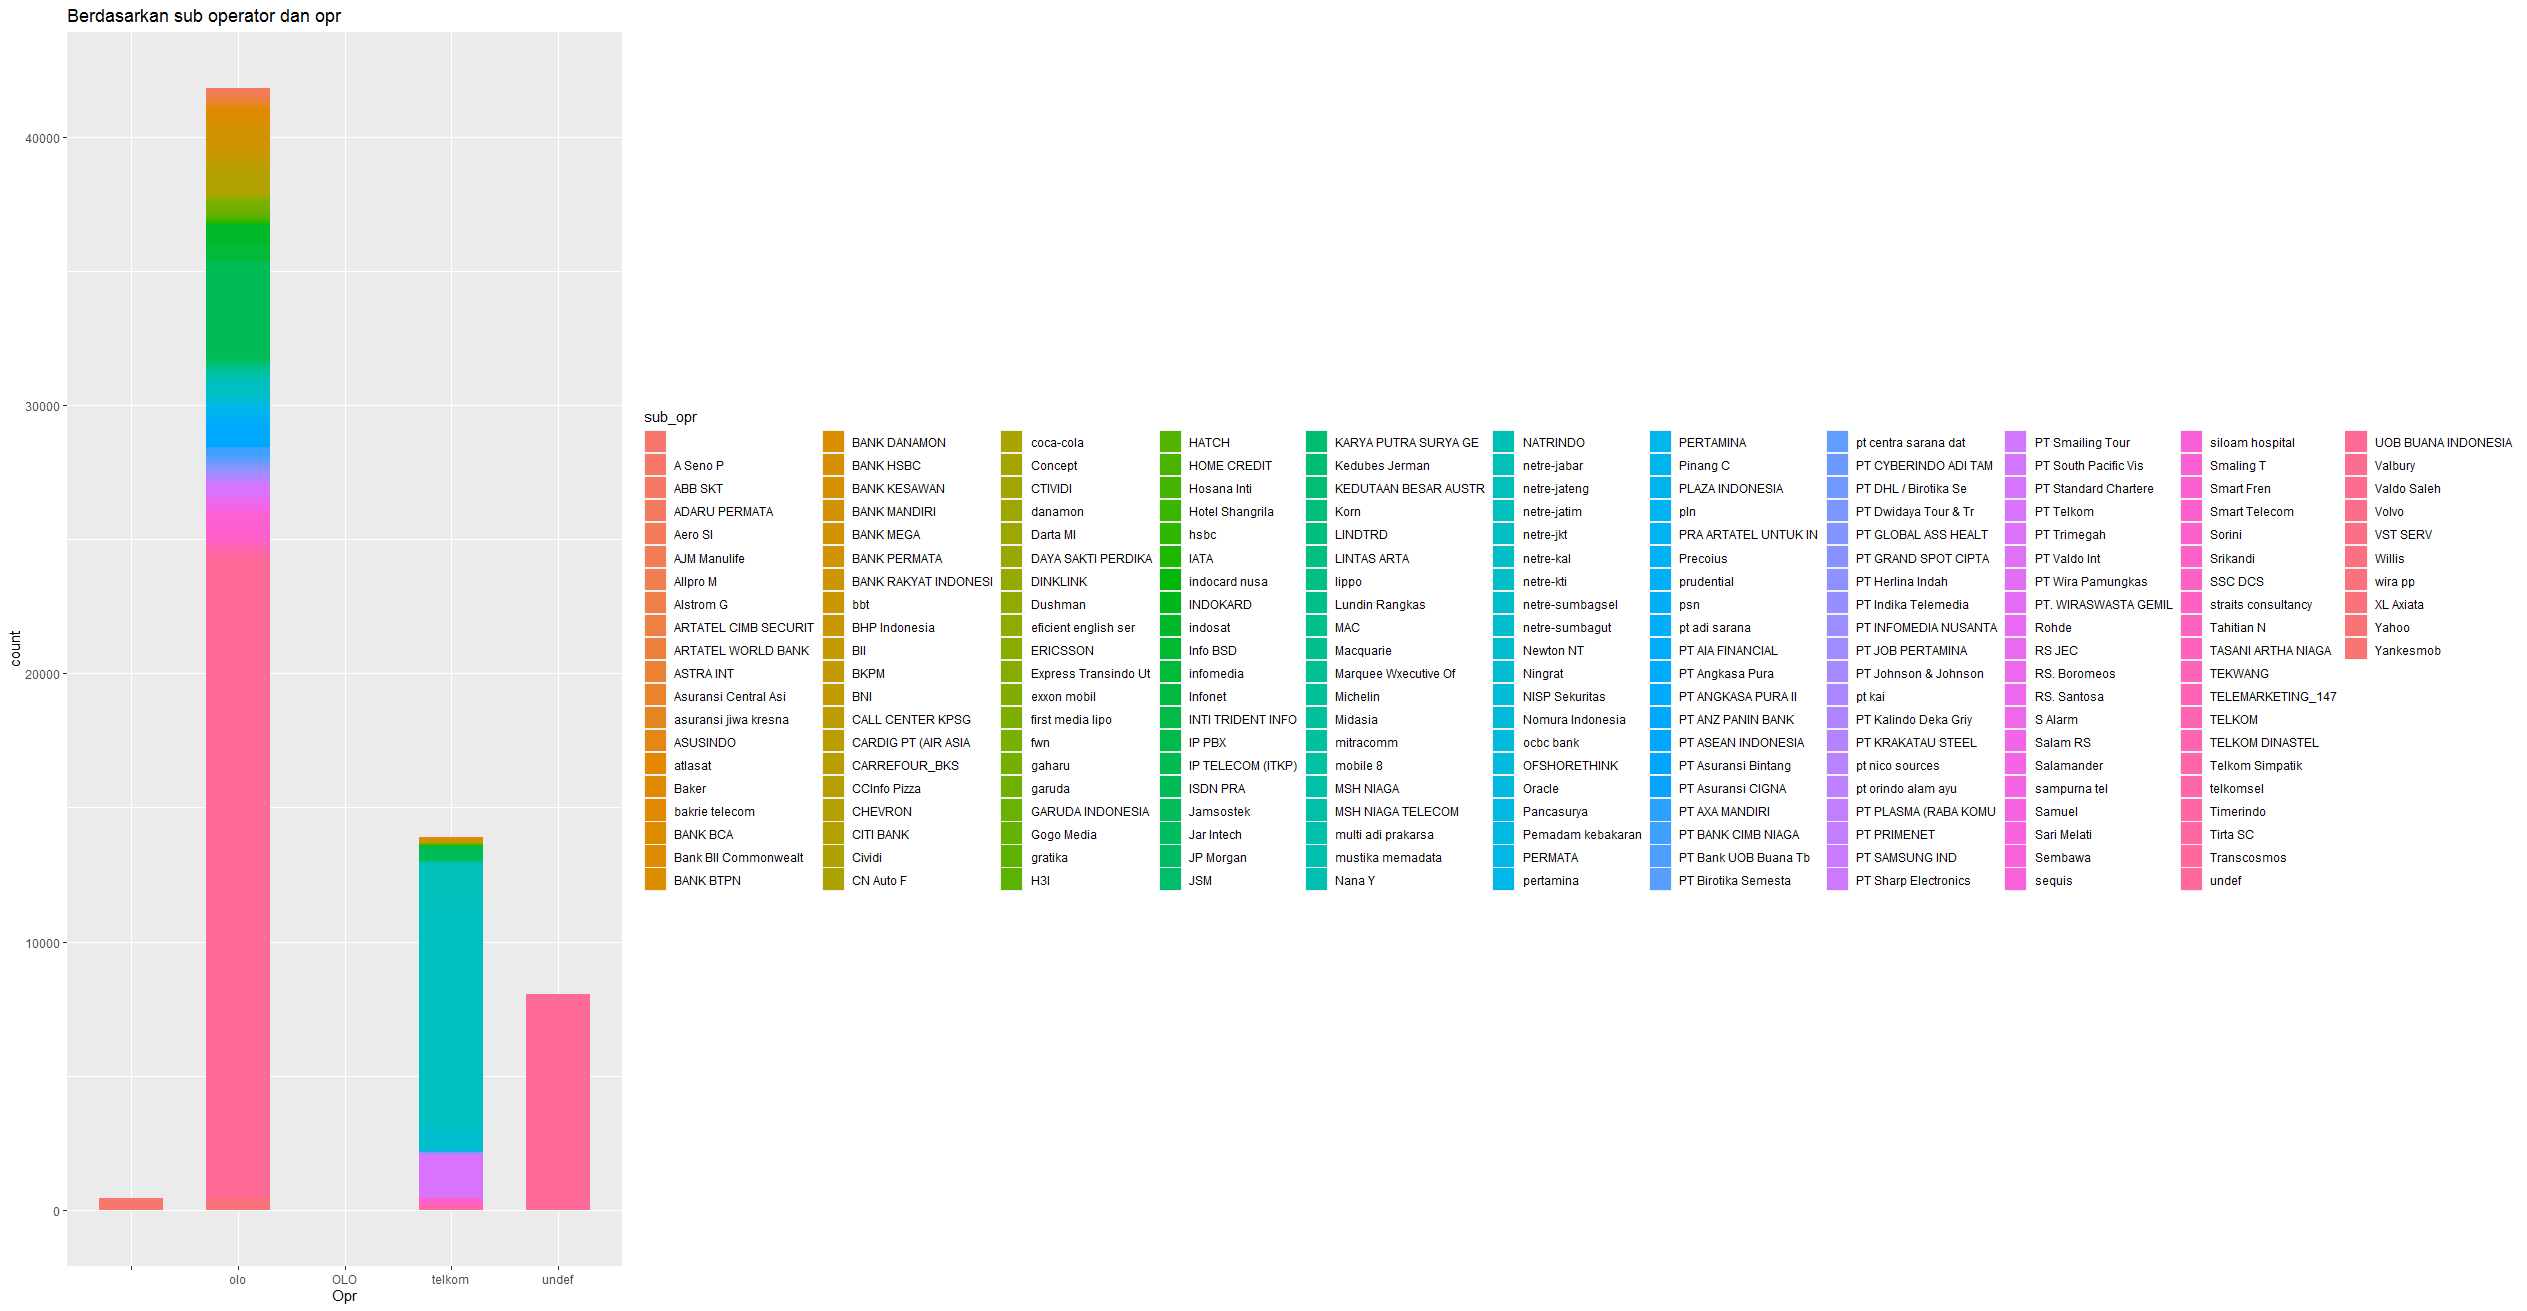 Berdasarkan sub operator dan opr
40000
30000
20000
10000
0
count
olo
OLO
telkom
undef
Opr
sub_opr
A Seno P
ABB SKT
ADARU PERMATA
Aero SI
AJM Manulife
Allpro M
Alstrom G
ARTATEL CIMB SECURIT
ARTATEL WORLD BANK
ASTRA INT
Asuransi Central Asi
asuransi jiwa kresna
ASUSINDO
atlasat
Baker
bakrie telecom
BANK BCA
Bank BII Commonwealt
BANK BTPN
BANK DANAMON
BANK HSBC
BANK KESAWAN
BANK MANDIRI
BANK MEGA
BANK PERMATA
BANK RAKYAT INDONESI
bbt
BHP Indonesia
BII
BKPM
BNI
CALL CENTER KPSG
CARDIG PT (AIR ASIA
CARREFOUR_BKS
CCInfo Pizza
CHEVRON
CITI BANK
Cividi
CN Auto F
coca-cola
Concept
CTIVIDI
danamon
Darta MI
DAYA SAKTI PERDIKA
DINKLINK
Dushman
eficient english ser
ERICSSON
Express Transindo Ut
exxon mobil
first media lipo
fwn
gaharu
garuda
GARUDA INDONESIA
Gogo Media
gratika
H3I
HATCH
HOME CREDIT
Hosana Inti
Hotel Shangrila
hsbc
IATA
indocard nusa
INDOKARD
indosat
Info BSD
infomedia
Infonet
INTI TRIDENT INFO
IP PBX
IP TELECOM (ITKP)
ISDN PRA
Jamsostek
Jar Intech
JP Morgan
JSM
KARYA PUTRA SURYA GE
Kedubes Jerman
KEDUTAAN BESAR AUSTR
Korn
LINDTRD
LINTAS ARTA
lippo
Lundin Rangkas
MAC
Macquarie
Marquee Wxecutive Of
Michelin
Midasia
mitracomm
mobile 8
MSH NIAGA
MSH NIAGA TELECOM
multi adi prakarsa
mustika memadata
Nana Y
NATRINDO
netre-jabar
netre-jateng
netre-jatim
netre-jkt
netre-kal
netre-kti
netre-sumbagsel
netre-sumbagut
Newton NT
Ningrat
NISP Sekuritas
Nomura Indonesia
ocbc bank
OFSHORETHINK
Oracle
Pancasurya
Pemadam kebakaran
PERMATA
pertamina
PERTAMINA
Pinang C
PLAZA INDONESIA
pln
PRA ARTATEL UNTUK IN
Precoius
prudential
psn
pt adi sarana
PT AIA FINANCIAL
PT Angkasa Pura
PT ANGKASA PURA II
PT ANZ PANIN BANK
PT ASEAN INDONESIA
PT Asuransi Bintang
PT Asuransi CIGNA
PT AXA MANDIRI
PT BANK CIMB NIAGA
PT Bank UOB Buana Tb
PT Birotika Semesta
pt centra sarana dat
PT CYBERINDO ADI TAM
PT DHL / Birotika Se
PT Dwidaya Tour & Tr
PT GLOBAL ASS HEALT
PT GRAND SPOT CIPTA
PT Herlina Indah
PT Indika Telemedia
PT INFOMEDIA NUSANTA
PT JOB PERTAMINA
PT Johnson & Johnson
pt kai
PT Kalindo Deka Griy
PT KRAKATAU STEEL
pt nico sources
pt orindo alam ayu
PT PLASMA (RABA KOMU
PT PRIMENET
PT SAMSUNG IND
PT Sharp Electronics
PT Smailing Tour
PT South Pacific Vis
PT Standard Chartere
PT Telkom
PT Trimegah
PT Valdo Int
PT Wira Pamungkas
PT. WIRASWASTA GEMIL
Rohde
RS JEC
RS. Boromeos
RS. Santosa
S Alarm
Salam RS
Salamander
sampurna tel
Samuel
Sari Melati
Sembawa
sequis
siloam hospital
Smaling T
Smart Fren
Smart Telecom
Sorini
Srikandi
SSC DCS
straits consultancy
Tahitian N
TASANI ARTHA NIAGA
TEKWANG
TELEMARKETING_147
TELKOM
TELKOM DINASTEL
Telkom Simpatik
telkomsel
Timerindo
Tirta SC
Transcosmos
undef
UOB BUANA INDONESIA
Valbury
Valdo Saleh
Volvo
VST SERV
Willis
wira pp
XL Axiata
Yahoo
Yankesmob